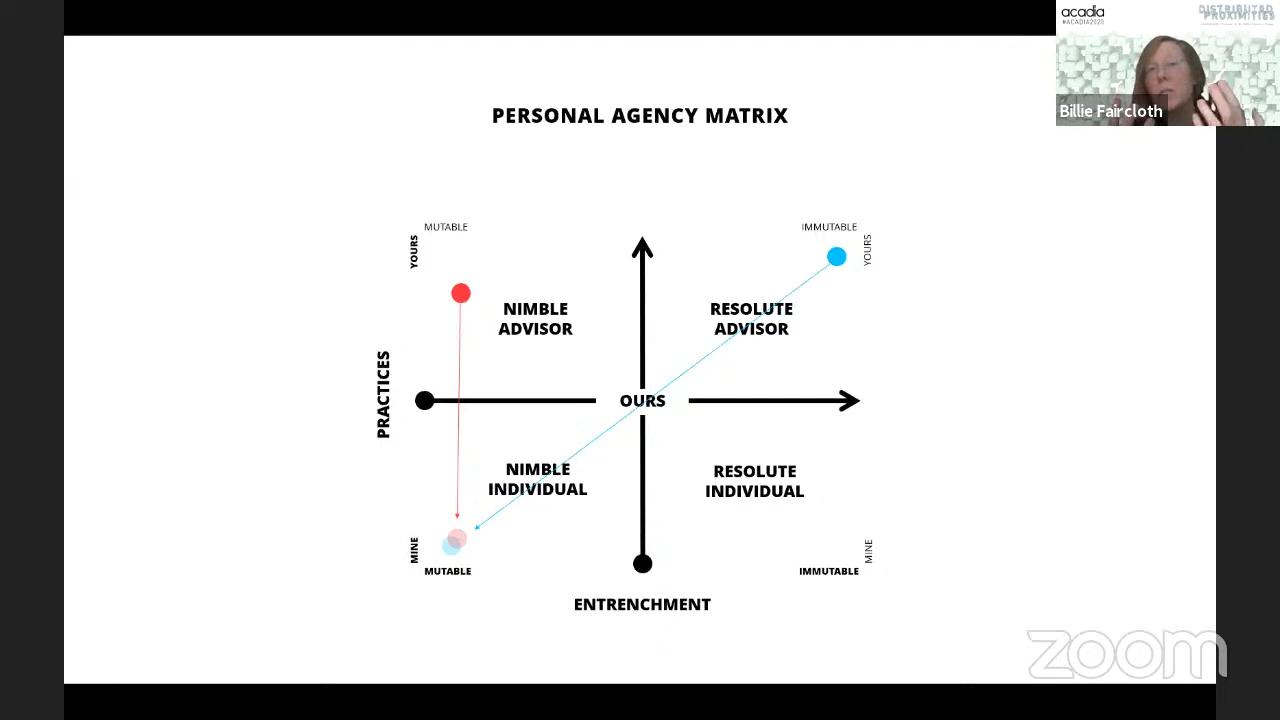 acadia
#ACADIA2020
DISTRIBUTED
PROXIMITIES
Billie Faircloth
PERSONAL AGENCY MATRIX
MUTABLE
IMMUTABLE
YOURS
YOURS
NIMBLE
ADVISOR
RESOLUTE
ADVISOR
PRACTICES
OURS
NIMBLE
INDIVIDUAL
RESOLUTE
INDIVIDUAL
MINE
MINE
MUTABLE
IMMUTABLE
ENTRENCHMENT
zoom